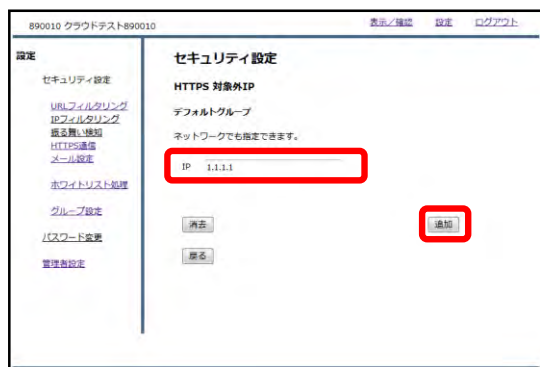 890010 クラウドテスト890010
表示/確認 設定 ログアウト
設定
セキュリティ設定
URLフィルタリング
IPフィルタリング
振る舞い検知
HTTPS通信
メール設定
ホワイトリスト処理
グループ設定
パスワード変更
管理者設定
セキュリティ設定
HTTPS 対象外IP
デフォルトグループ
ネットワークでも指定できます。
IP 1.1.1.1
消去 追加
戻る